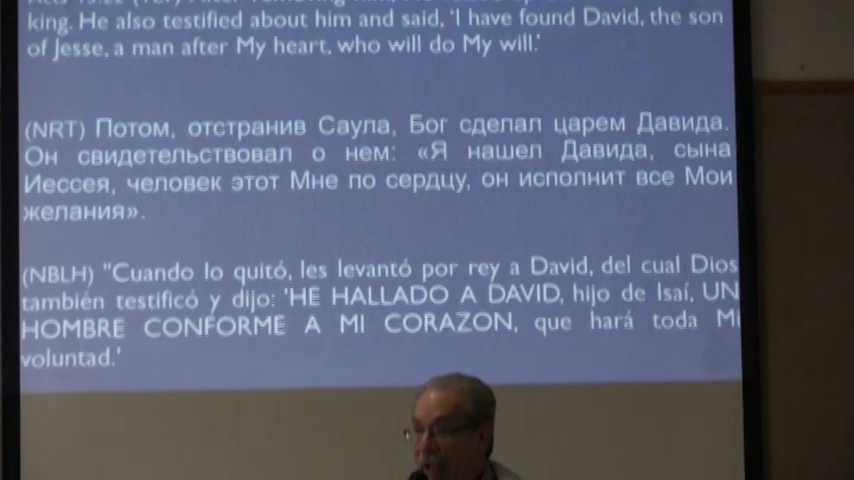 king. He also testified about him and said, 'I have found David, the son
of Jesse, a man after My heart, who will do My will.'
(NRT) Потом, отстранив Саула, Бог сделал царем Давида.
Он свидетельствовал о нем: «Я нашел Давида, сына
Иессея, человек этот Мне по сердцу, он исполнит все Мои
желания».
(NBLH) "Cuando lo quitó, les levantó por rey a David, del cual Dios
también testificó y dijo: 'HE HALLADO A DAVID, hijo de Isaí, UN
HOMBRE CONFORME A MI CORAZON, que hará toda Mi
voluntad.'